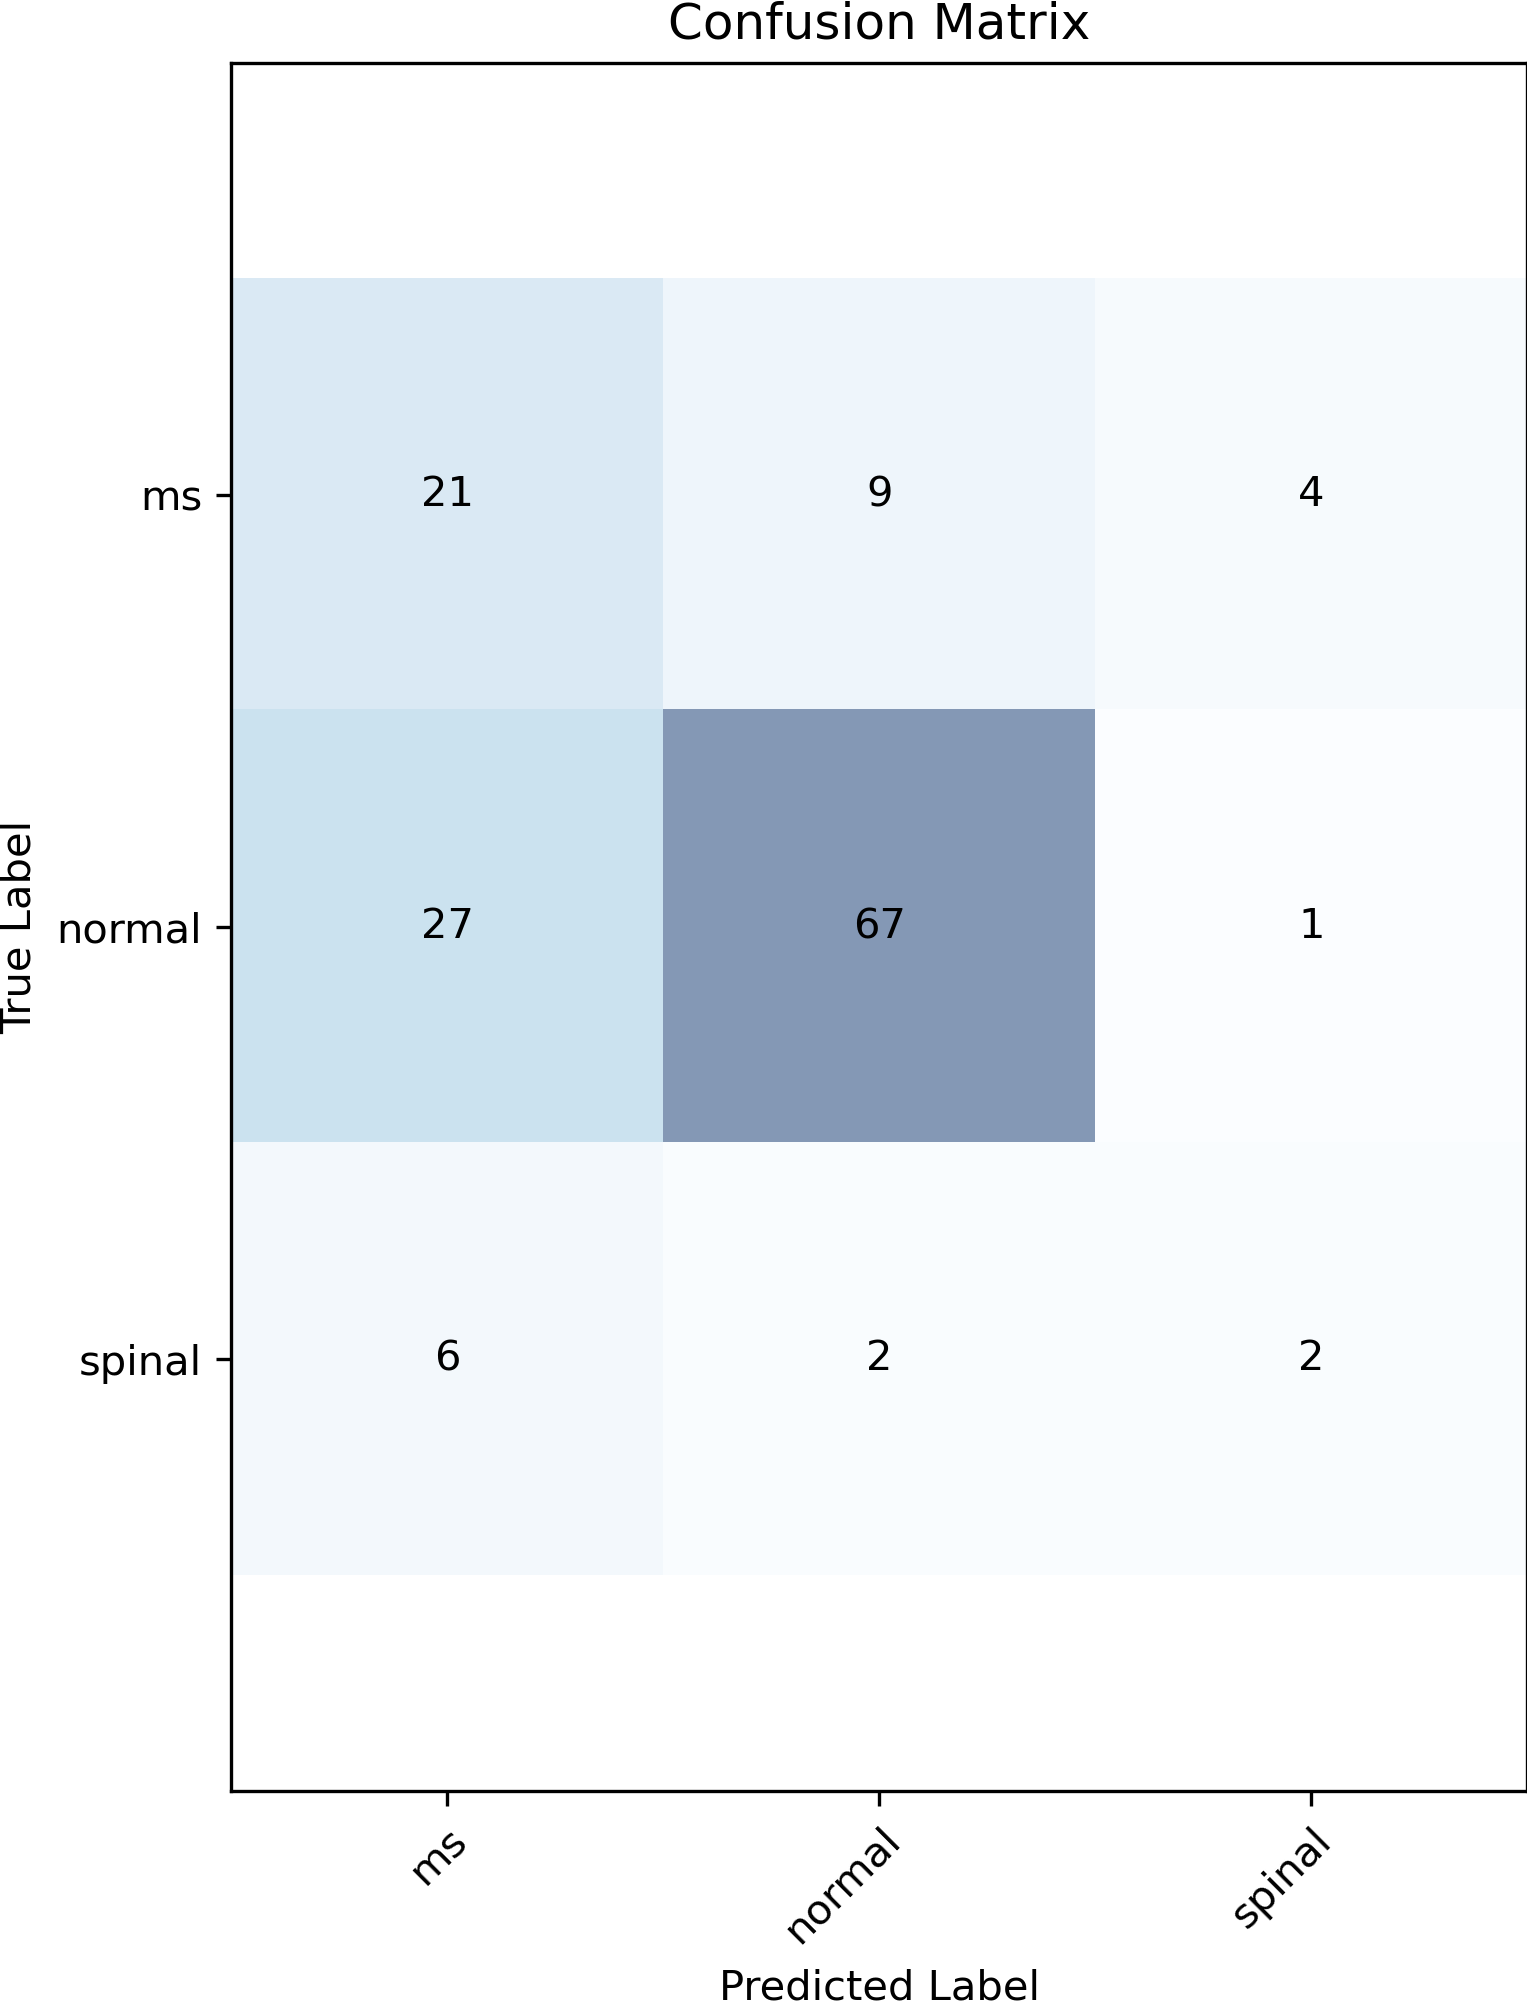 Confusion Matrix
True Label
ms
21 9 4
normal
27 67 1
spinal
6 2 2
ms normal spinal
Predicted Label